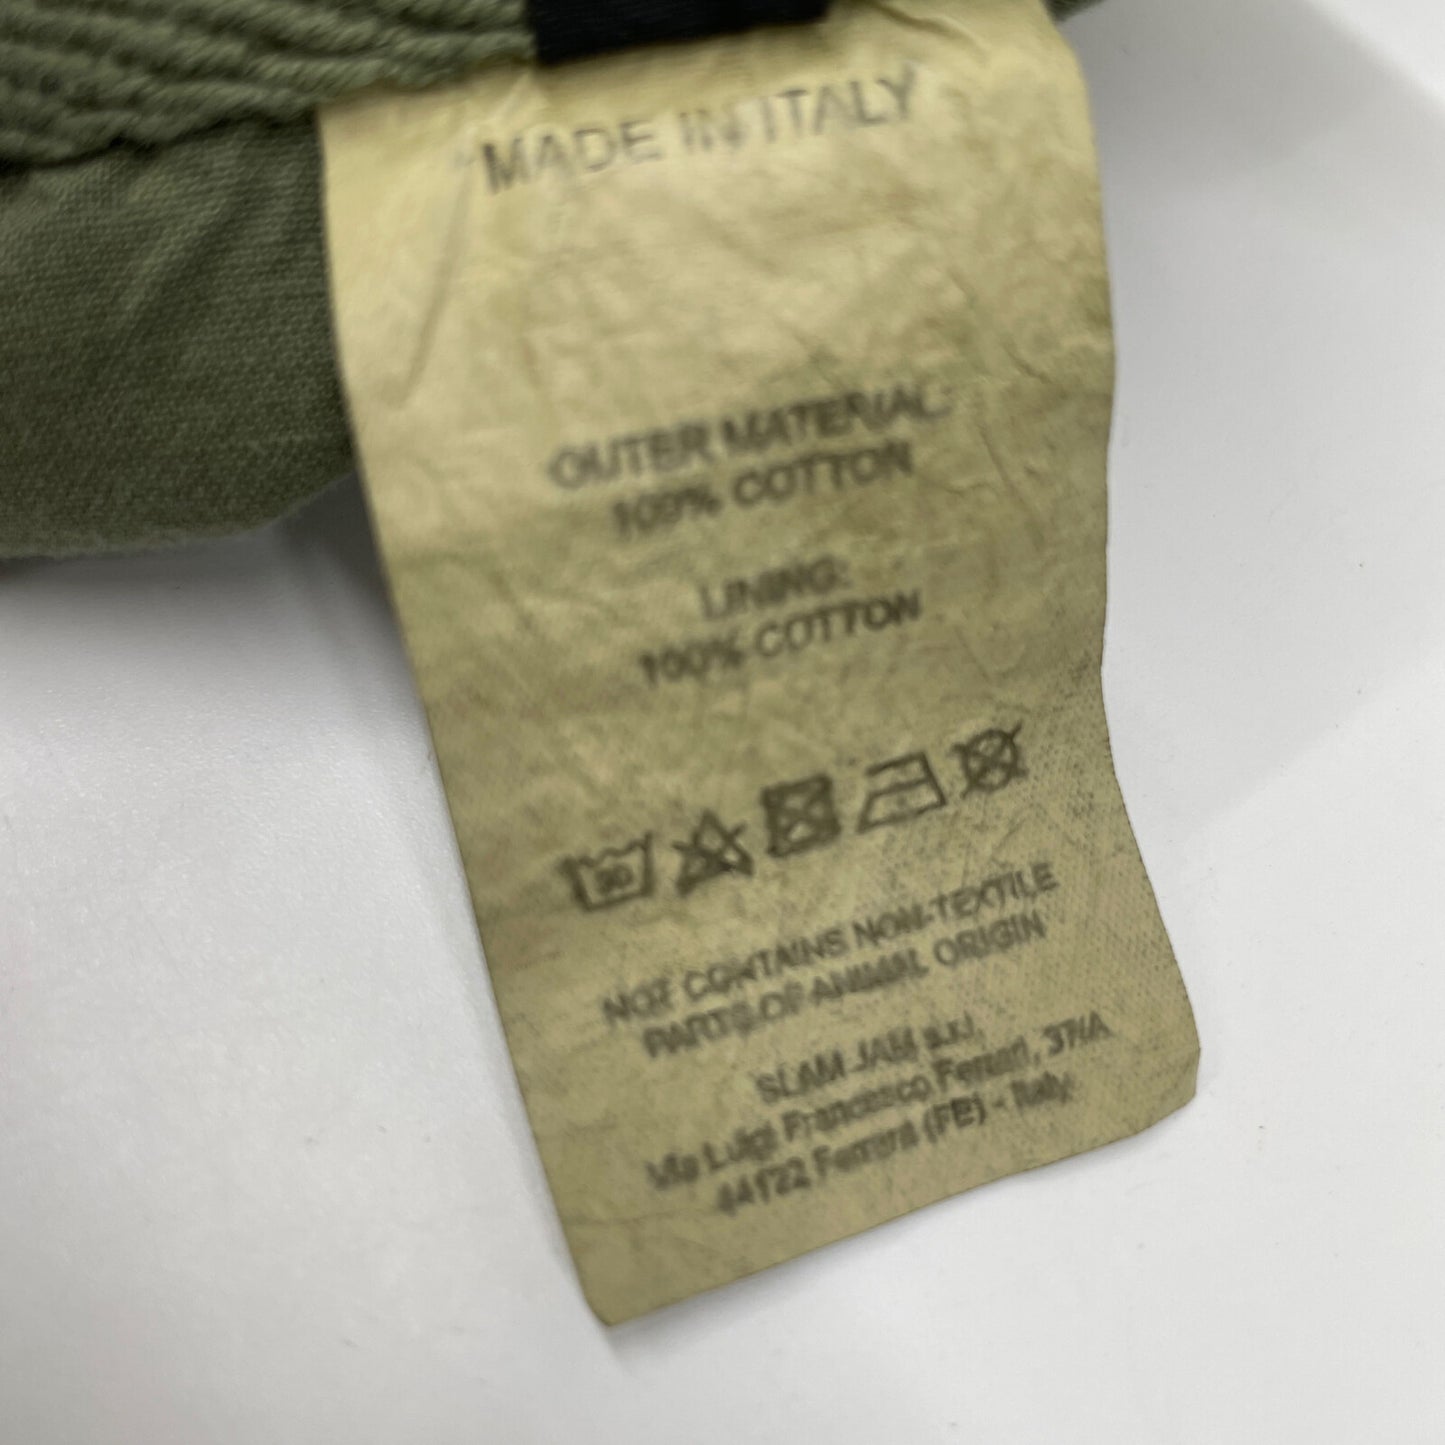 MADE IN ITALY
OUTER MATERIAL:
100% COTTON
LINING:
100% COTTON
30
NOT CONTAINS NON-TEXTILE
PARTS OF ANIMAL ORIGIN
SLAM JAM s.r.l.
Via Luigi Francesco Ferrari, 37/A
44122 Ferrara (FE) - Italy